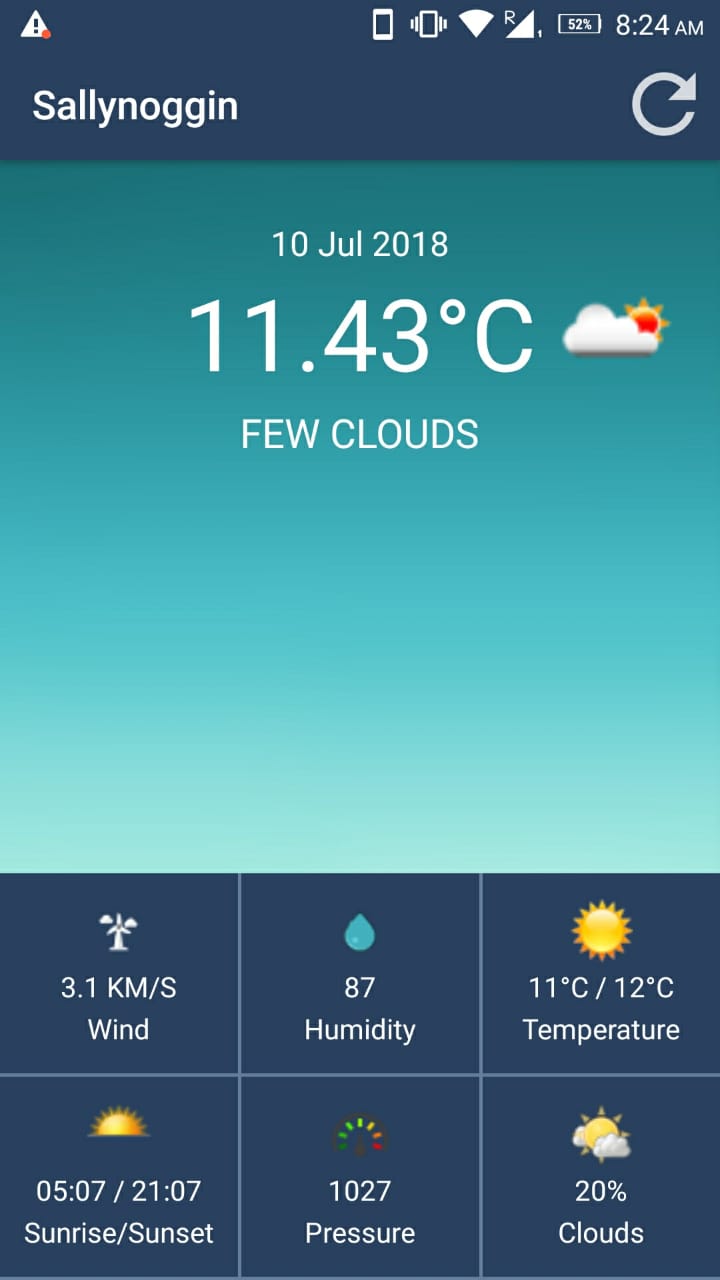 R 52% 8:24 AM
Sallynoggin
10 Jul 2018
11.43°C
FEW CLOUDS
3.1 KM/S
Wind
87
Humidity
11°C / 12°C
Temperature
05:07 / 21:07
Sunrise/Sunset
1027
Pressure
20%
Clouds